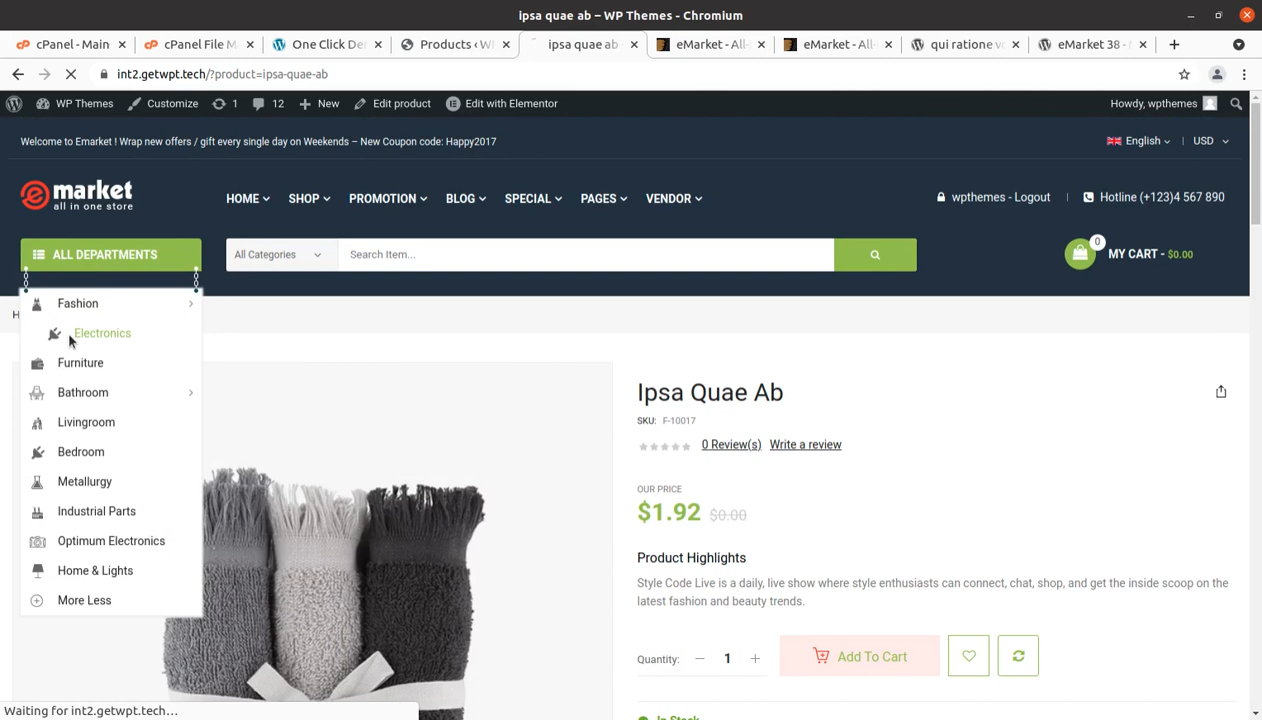 ipsa quae ab – WP Themes - Chromium
cPanel - Main
cPanel File M
One Click De
Products ‹ W
ipsa quae ab
eMarket - All-
eMarket - All-
qui ratione v
eMarket 38 -
int2.getwpt.tech/?product=ipsa-quae-ab
WP Themes
Customize
1
12
New
Edit product
Edit with Elementor
Howdy, wpthemes
Welcome to Emarket ! Wrap new offers / gift every single day on Weekends – New Coupon code: Happy2017
English
USD
e market
all in one store
HOME
SHOP
PROMOTION
BLOG
SPECIAL
PAGES
VENDOR
wpthemes - Logout
Hotline (+123)4 567 890
ALL DEPARTMENTS
All Categories
Search Item...
0
MY CART - $0.00
H
Fashion
Electronics
Furniture
Bathroom
Livingroom
Bedroom
Metallurgy
Industrial Parts
Optimum Electronics
Home & Lights
More Less
Ipsa Quae Ab
SKU: F-10017
0 Review(s) Write a review
OUR PRICE
$1.92 $0.00
Product Highlights
Style Code Live is a daily, live show where style enthusiasts can connect, chat, shop, and get the inside scoop on the
latest fashion and beauty trends.
Quantity: — 1 +
Add To Cart
In Stock
Waiting for int2.getwpt.tech…